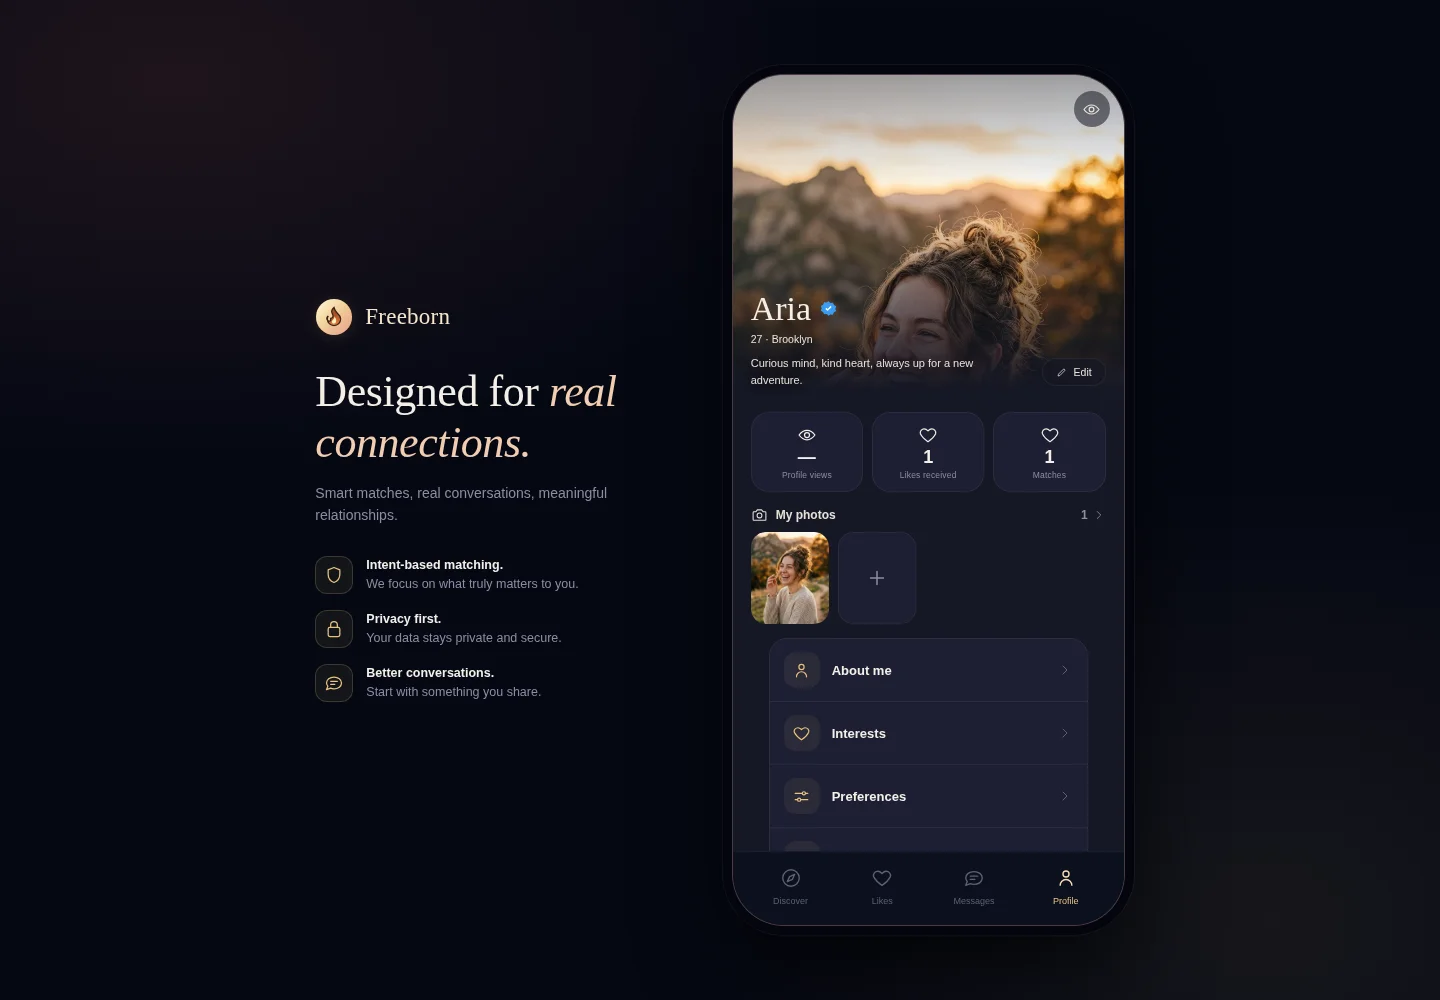 Freeborn
Designed for real
connections.
Smart matches, real conversations, meaningful
relationships.
Intent-based matching.
We focus on what truly matters to you.
Privacy first.
Your data stays private and secure.
Better conversations.
Start with something you share.
Aria
27 · Brooklyn
Curious mind, kind heart, always up for a new
adventure.
Edit
—
Profile views
1
Likes received
1
Matches
My photos
1
About me
Interests
Preferences
Discover
Likes
Messages
Profile